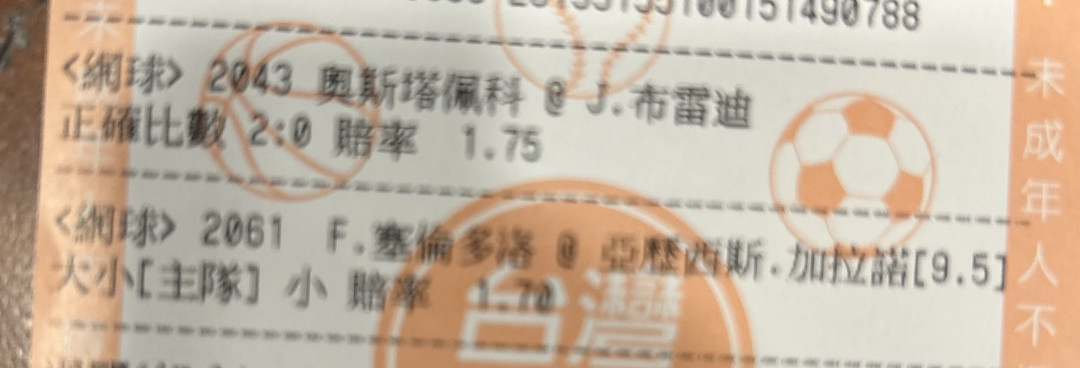 151490788
<網球> 2043 奧斯塔佩科 @ J.布雷迪
正確比數 2:0 賠率 1.75
<網球> 2061 F.塞倫多洛 @ 亞歷西斯.加拉諾[9.5]
大小[主隊] 小 賠率 1.70
台灣
未成年人不